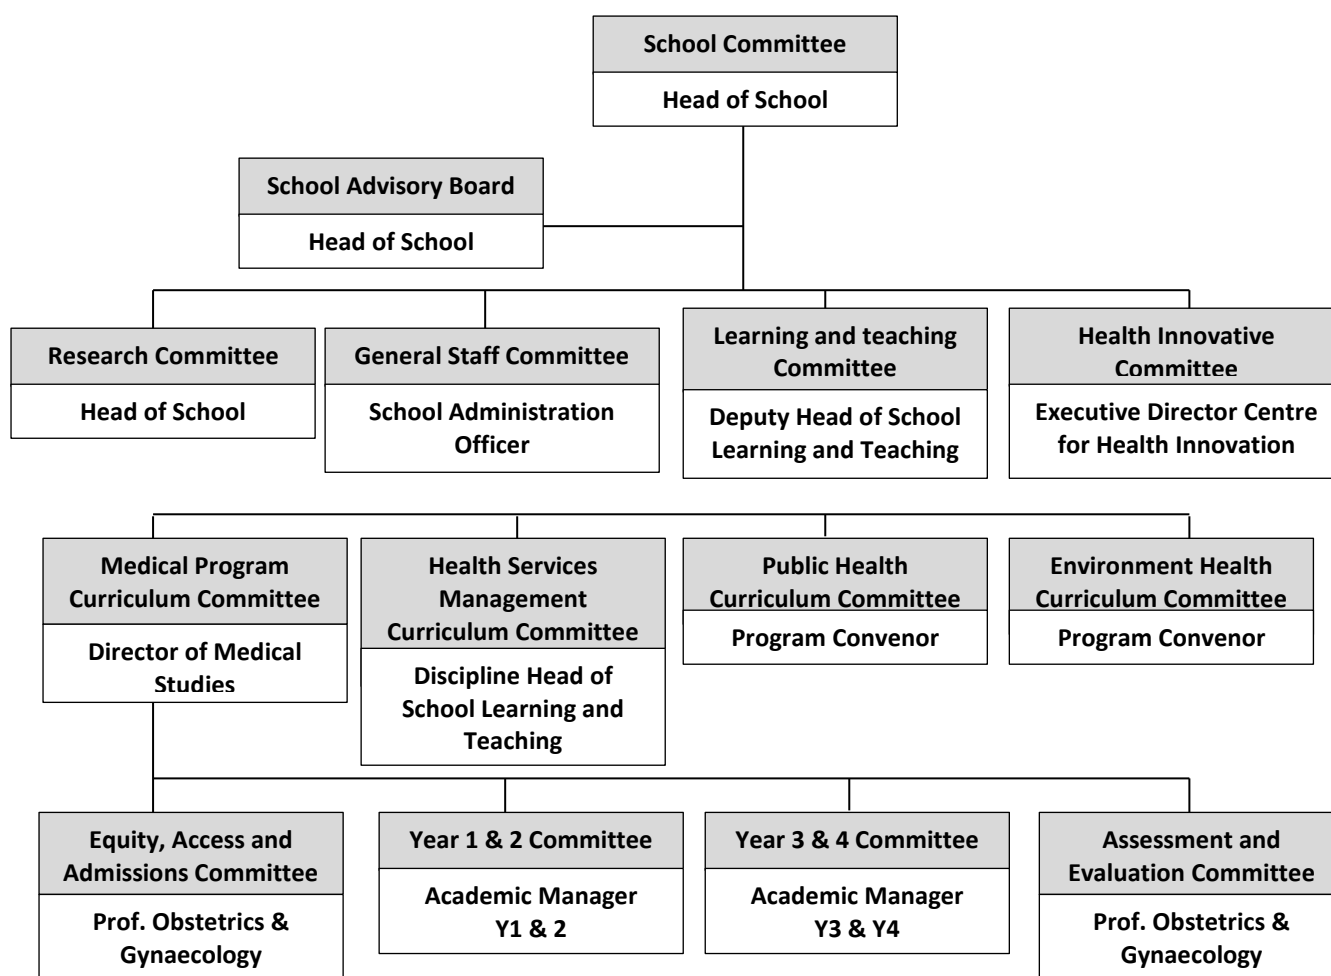 School Committee
Head of School
School Advisory Board
Head of School
Research Committee
Head of School
General Staff Committee
School Administration
Officer
Learning and teaching
Committee
Deputy Head of School
Learning and Teaching
Health Innovative
Committee
Executive Director Centre
for Health Innovation
Medical Program
Curriculum Committee
Director of Medical
Studies
Health Services
Management
Curriculum Committee
Discipline Head of
School Learning and
Teaching
Public Health
Curriculum Committee
Program Convenor
Environment Health
Curriculum Committee
Program Convenor
Equity, Access and
Admissions Committee
Prof. Obstetrics &
Gynaecology
Year 1 & 2 Committee
Academic Manager
Y1 & 2
Year 3 & 4 Committee
Academic Manager
Y3 & Y4
Assessment and
Evaluation Committee
Prof. Obstetrics &
Gynaecology